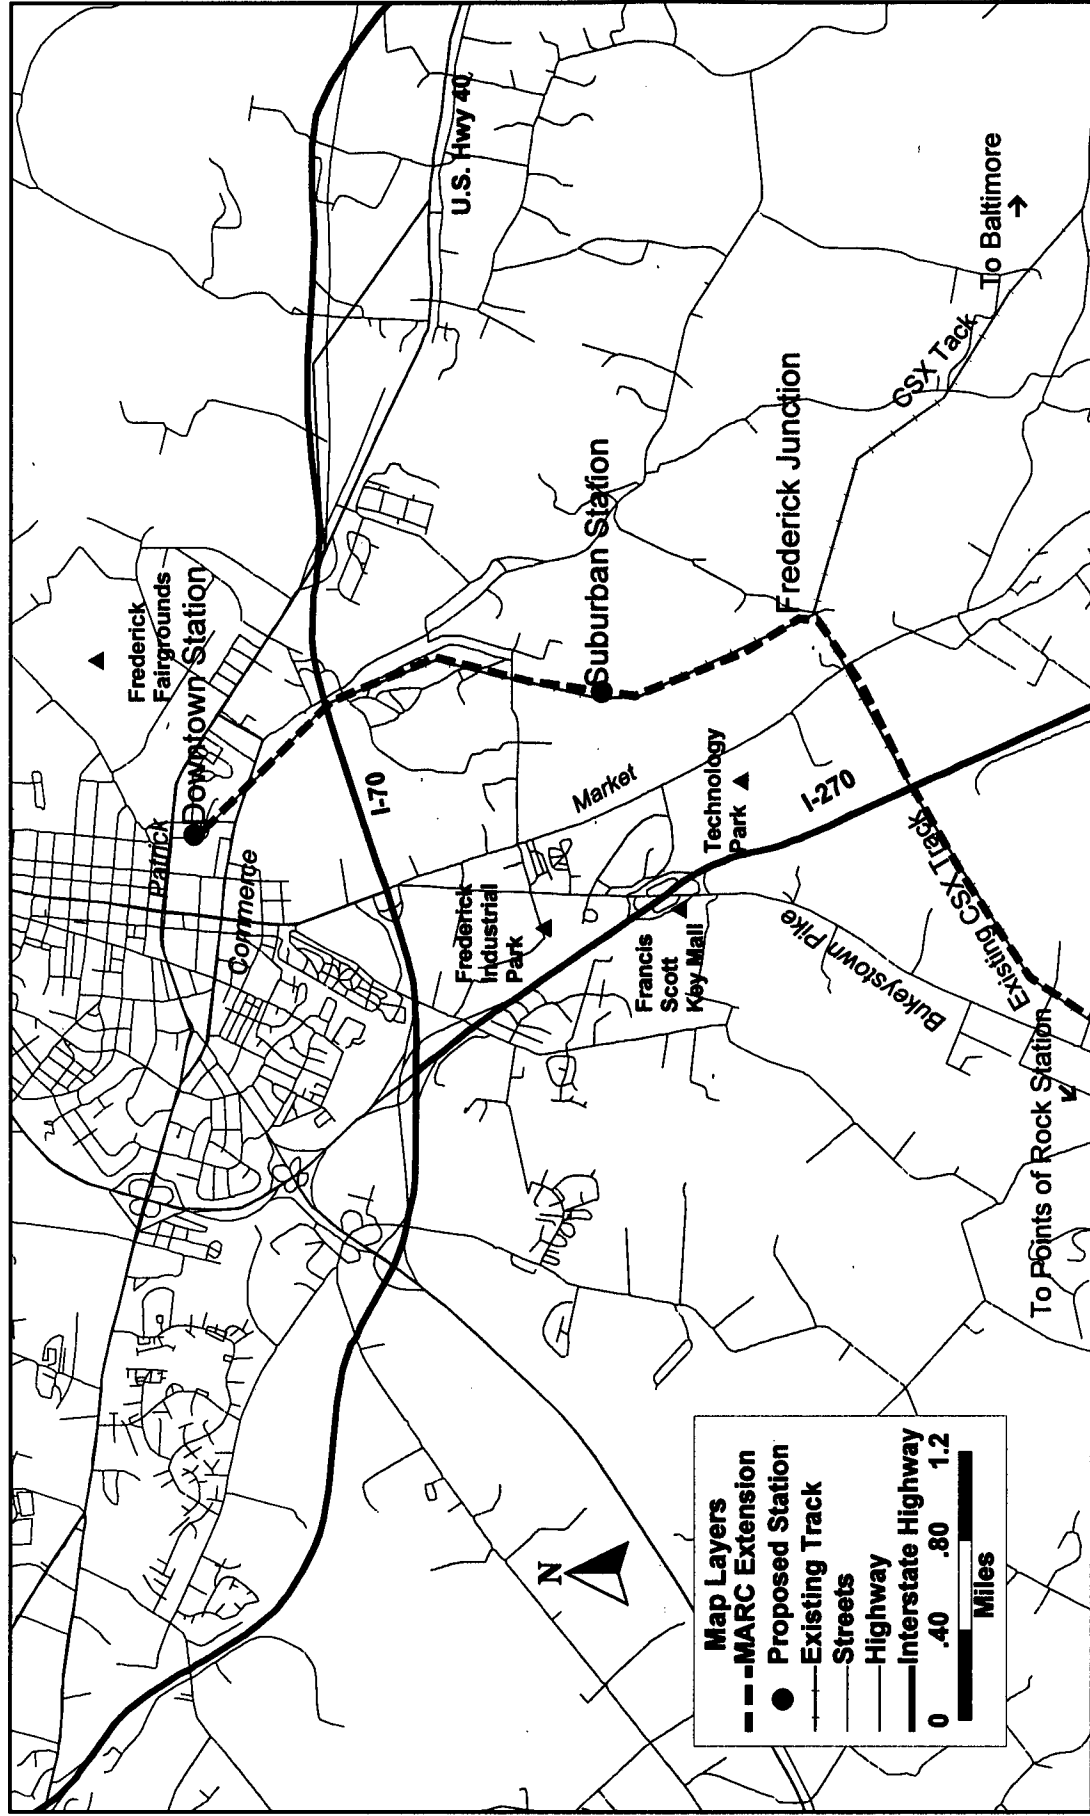 Patrick
Commerce
Downtown Station
Frederick
Fairgrounds
I-70
U.S. Hwy 40
Frederick
Industrial
Park
Market
Suburban Station
Francis
Scott
Key Mall
Technology
Park
I-270
Frederick Junction
Bukeystown Pike
Existing CSX Track
CSX Tack
To Baltimore
To Points of Rock Station
N
Map Layers
MARC Extension
Proposed Station
Existing Track
Streets
Highway
Interstate Highway
0 .40 .80 1.2
Miles